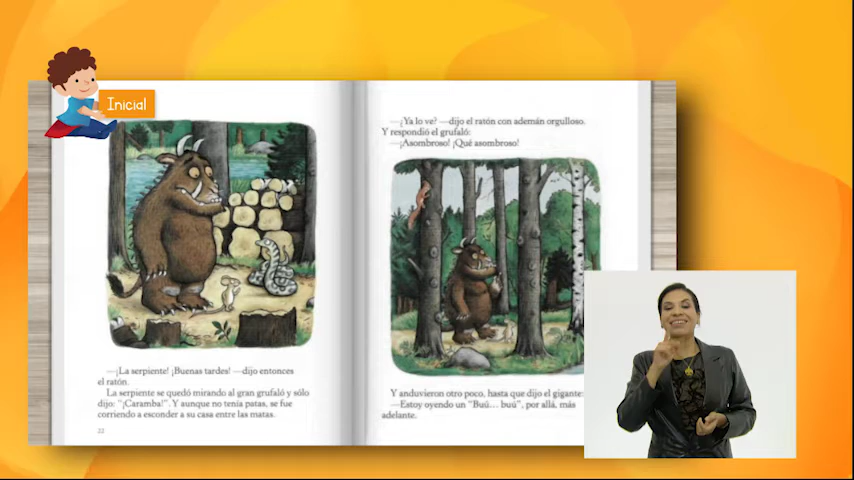 Inicial
—¡La serpiente! ¡Buenas tardes! —dijo entonces
el ratón.
La serpiente se quedó mirando al gran grufaló y sólo
dijo: "¡Caramba!". Y aunque no tenía patas, se fue
corriendo a esconder a su casa entre las matas.
22
—¡Ya lo ve? —dijo el ratón con ademán orgulloso.
Y respondió el grufaló:
—¡Asombroso! ¡Qué asombroso!
Y anduvieron otro poco, hasta que dijo el gigante:
—Estoy oyendo un "Buú... buú", por allá, más
adelante.